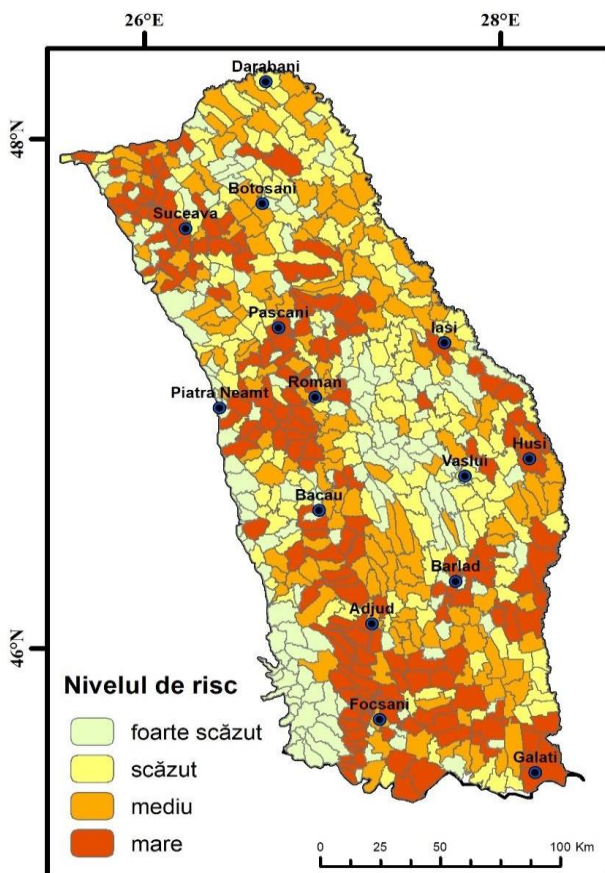 26°E 28°E
48°N
46°N
Darabani
Botosani
Suceava
Pascani
Iasi
Roman
Piatra Neamt
Husi
Vaslui
Bacau
Barlad
Adjud
Focsani
Galati
Nivelul de risc
foarte scăzut
scăzut
mediu
mare
0 25 50 100 Km